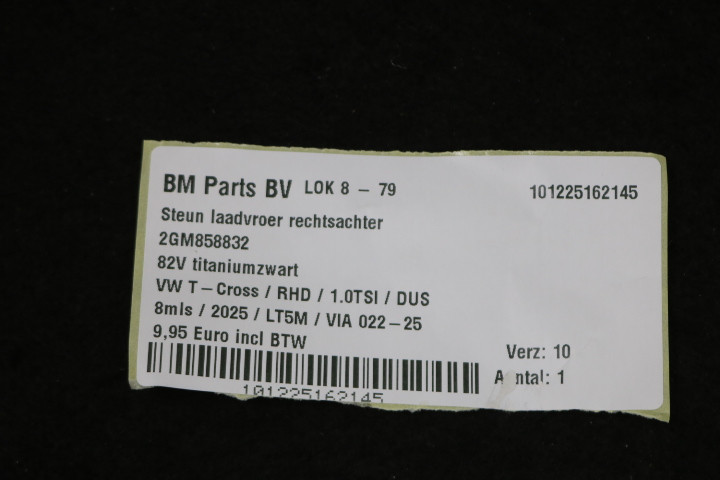 BM Parts BV LOK 8 - 79 101225162145
Steun laadvroer rechtsachter
2GM858832
82V titaniumzwart
VW T-Cross / RHD / 1.0TSI / DUS
8mls / 2025 / LT5M / VIA 022-25
9,95 Euro incl BTW
Verz: 10
Aantal: 1
101225162145